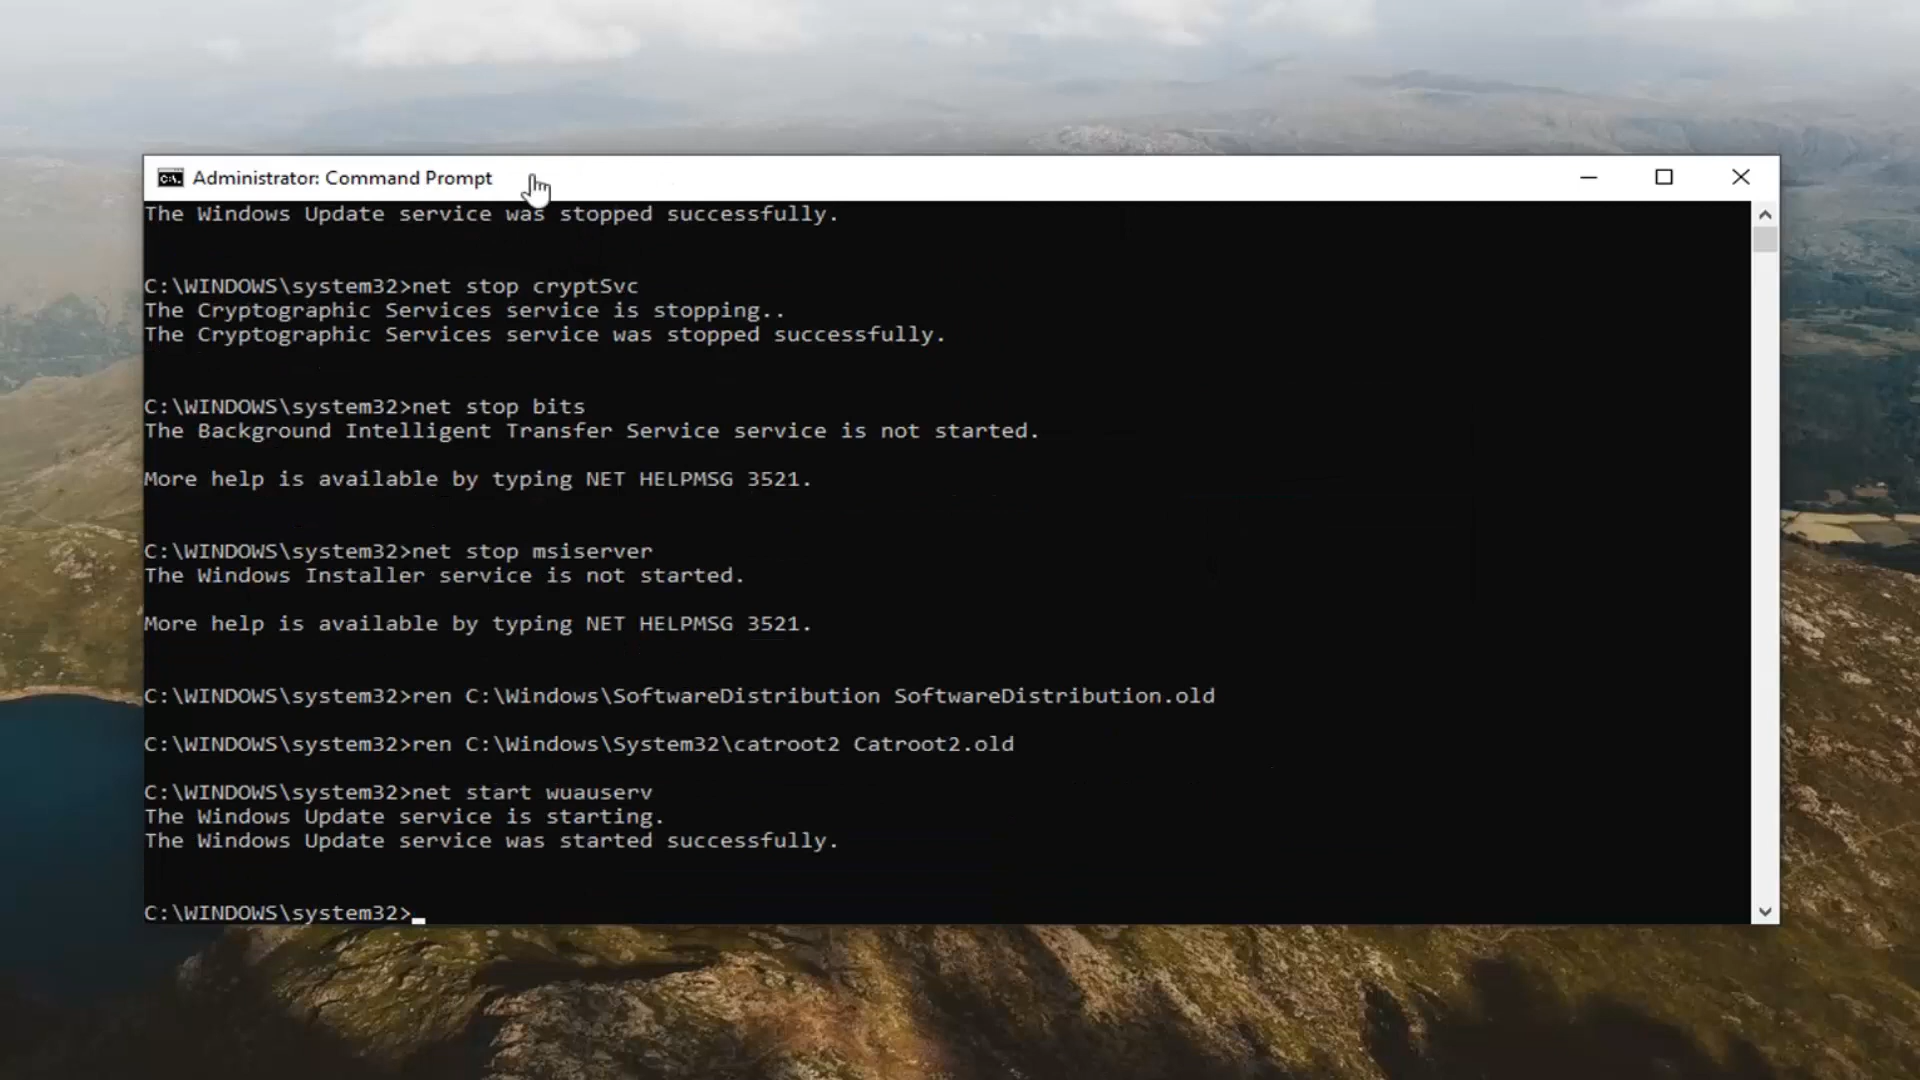 Administrator: Command Prompt
The Windows Update service was stopped successfully.
C:\WINDOWS\system32>net stop cryptSvc
The Cryptographic Services service is stopping..
The Cryptographic Services service was stopped successfully.
C:\WINDOWS\system32>net stop bits
The Background Intelligent Transfer Service service is not started.
More help is available by typing NET HELPMSG 3521.
C:\WINDOWS\system32>net stop msiserver
The Windows Installer service is not started.
More help is available by typing NET HELPMSG 3521.
C:\WINDOWS\system32>ren C:\Windows\SoftwareDistribution SoftwareDistribution.old
C:\WINDOWS\system32>ren C:\Windows\System32\catroot2 Catroot2.old
C:\WINDOWS\system32>net start wuauserv
The Windows Update service is starting.
The Windows Update service was started successfully.
C:\WINDOWS\system32>